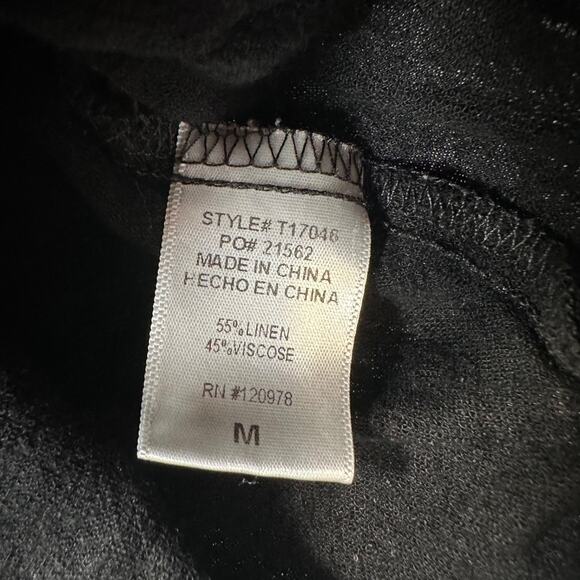 STYLE# T17046
PO# 21562
MADE IN CHINA
HECHO EN CHINA
55%LINEN
45%VISCOSE
RN #120978
M